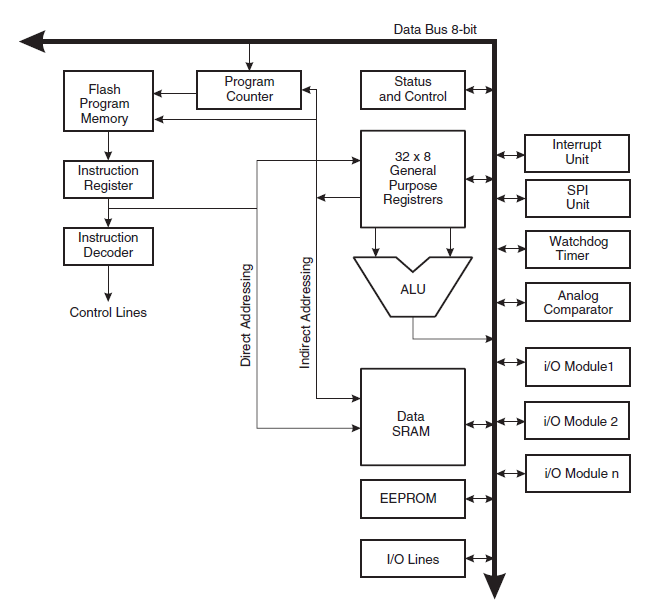 Data Bus 8-bit
Flash
Program
Memory
Program
Counter
Status
and Control
Interrupt
Unit
32 x 8
General
Purpose
Registrers
Instruction
Register
SPI
Unit
Instruction
Decoder
Watchdog
Timer
Control Lines
Direct Addressing
Indirect Addressing
ALU
Analog
Comparator
i/O Module1
Data
SRAM
i/O Module 2
i/O Module n
EEPROM
I/O Lines